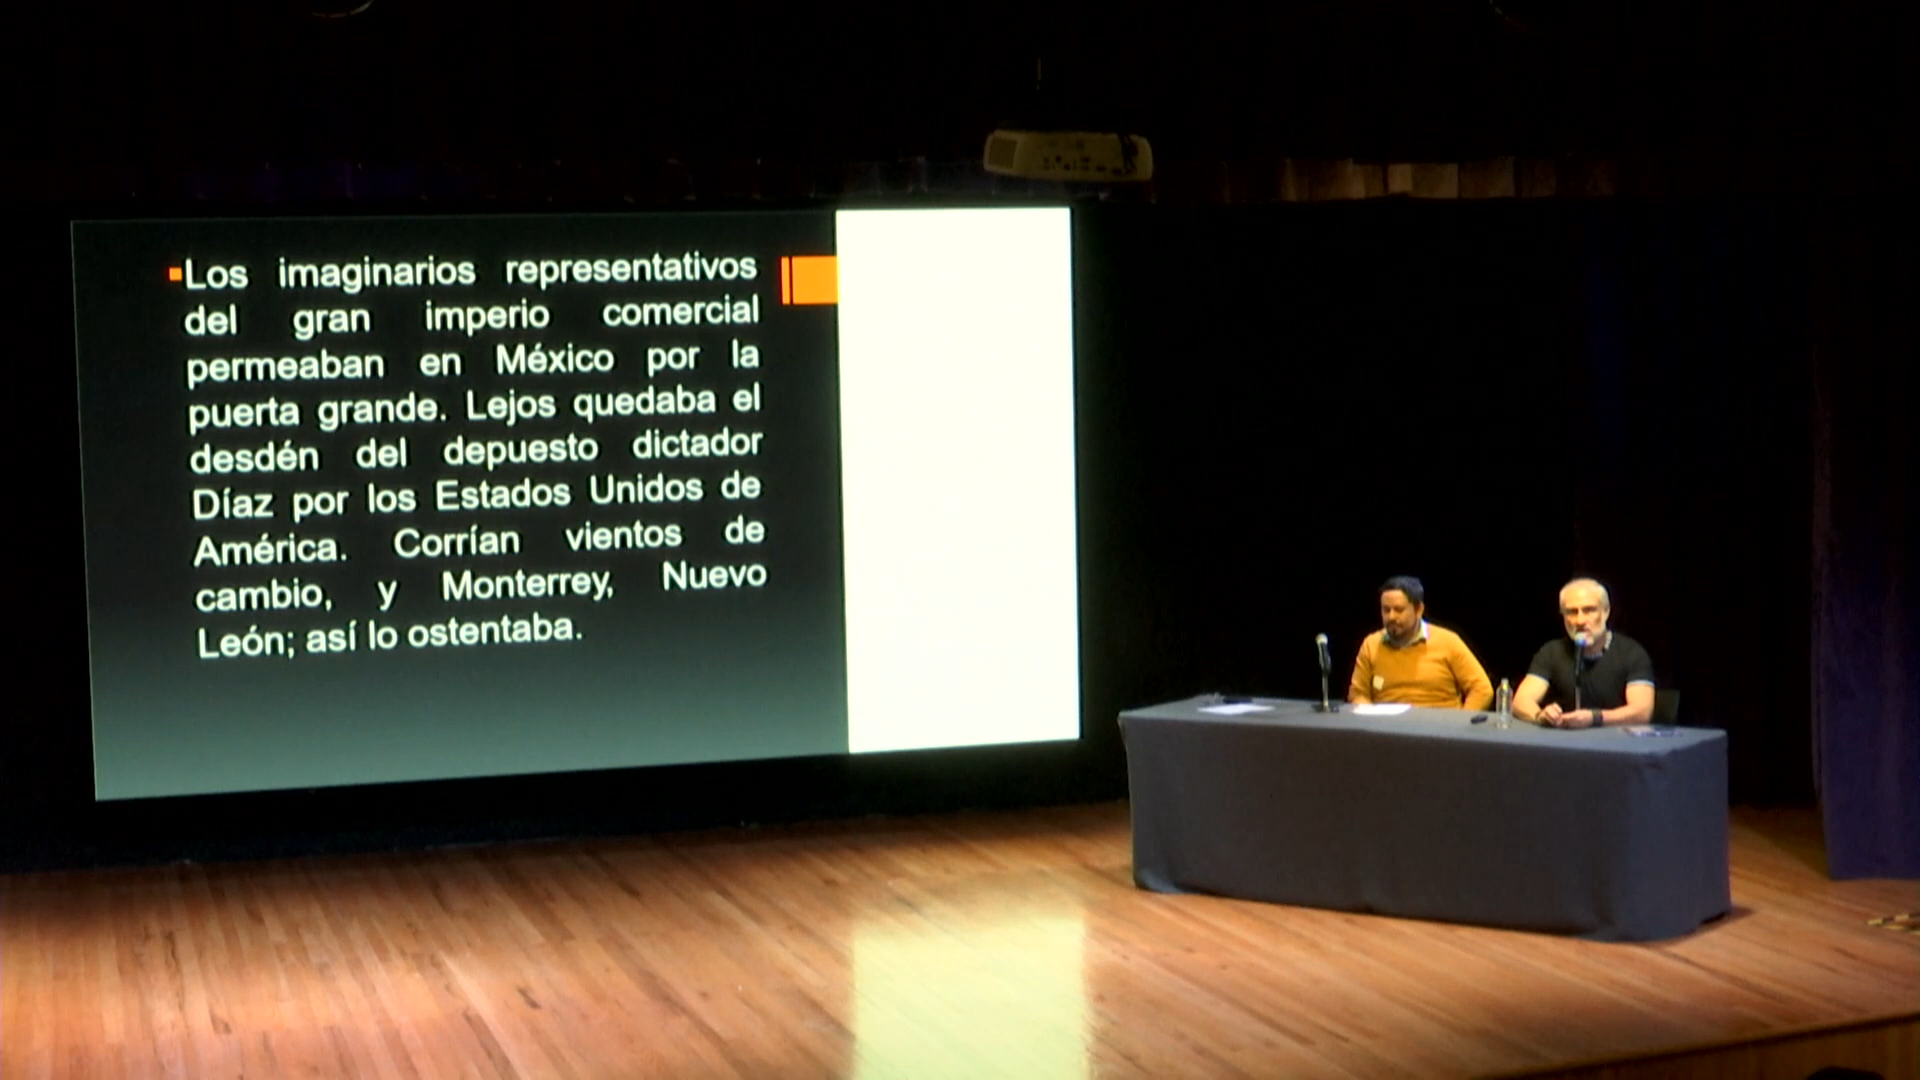 Los imaginarios representativos
del gran imperio comercial
permeaban en México por la
puerta grande. Lejos quedaba el
desdén del depuesto dictador
Díaz por los Estados Unidos de
América. Corrían vientos de
cambio, y Monterrey, Nuevo
León; así lo ostentaba.